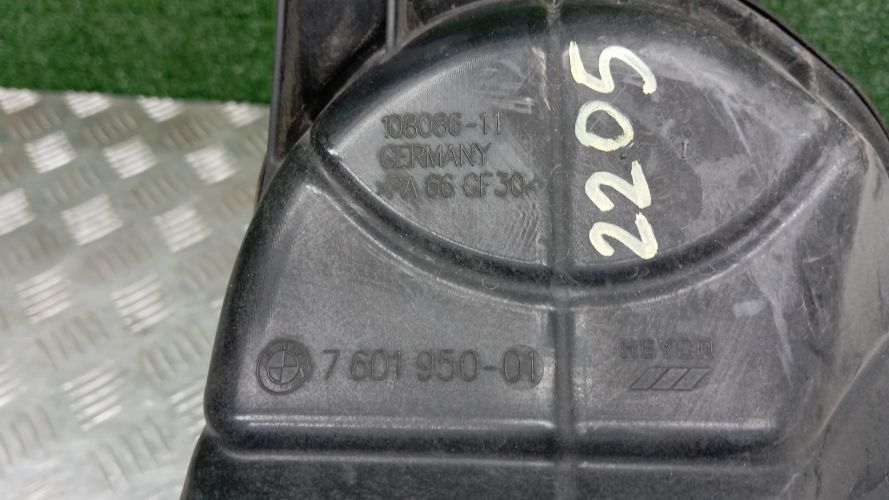 108086-11
GERMANY
>PA 66 GF30<
2205
7 601 950-01
HEYCO